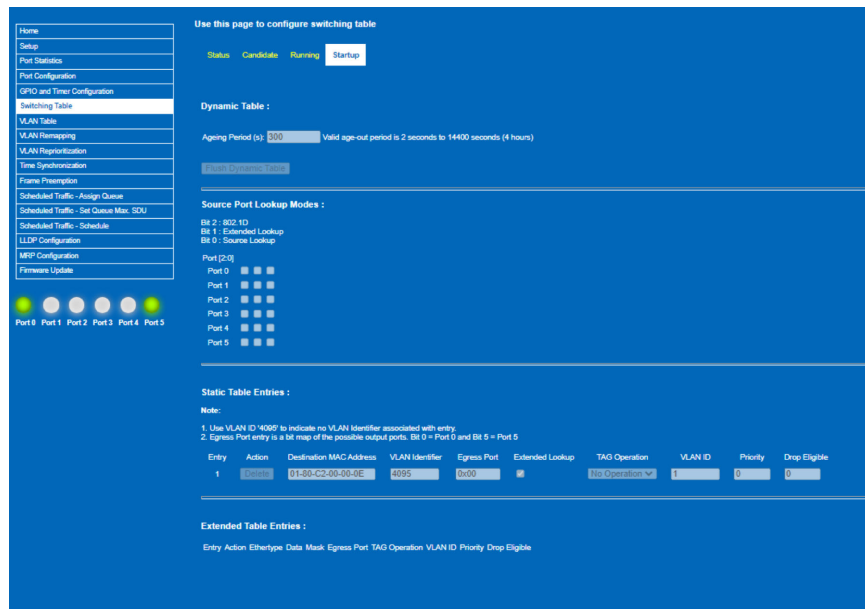 Home
Setup
Port Statistics
Port Configuration
GPIO and Timer Configuration
Switching Table
VLAN Table
VLAN Remapping
VLAN Reprioritization
Time Synchronization
Frame Preemption
Scheduled Traffic - Assign Queue
Scheduled Traffic - Set Queue Max. SDU
Scheduled Traffic - Schedule
LLDP Configuration
MRP Configuration
Firmware Update
Port 0 Port 1 Port 2 Port 3 Port 4 Port 5
Use this page to configure switching table
Status Candidate Running Startup
Dynamic Table :
Ageing Period (s): 300 Valid age-out period is 2 seconds to 14400 seconds (4 hours)
Flush Dynamic Table
Source Port Lookup Modes :
Bit 2 : 802.1D
Bit 1 : Extended Lookup
Bit 0 : Source Lookup
Port [2:0]
Port 0
Port 1
Port 2
Port 3
Port 4
Port 5
Static Table Entries :
Note:
1. Use VLAN ID '4095' to indicate no VLAN Identifier associated with entry.
2. Egress Port entry is a bit map of the possible output ports. Bit 0 = Port 0 and Bit 5 = Port 5
Entry Action Destination MAC Address VLAN Identifier Egress Port Extended Lookup TAG Operation VLAN ID Priority Drop Eligible
1 Delete 01-80-C2-00-00-0E 4095 0x00 No Operation 1 0 0
Extended Table Entries :
Entry Action Ethertype Data Mask Egress Port TAG Operation VLAN ID Priority Drop Eligible